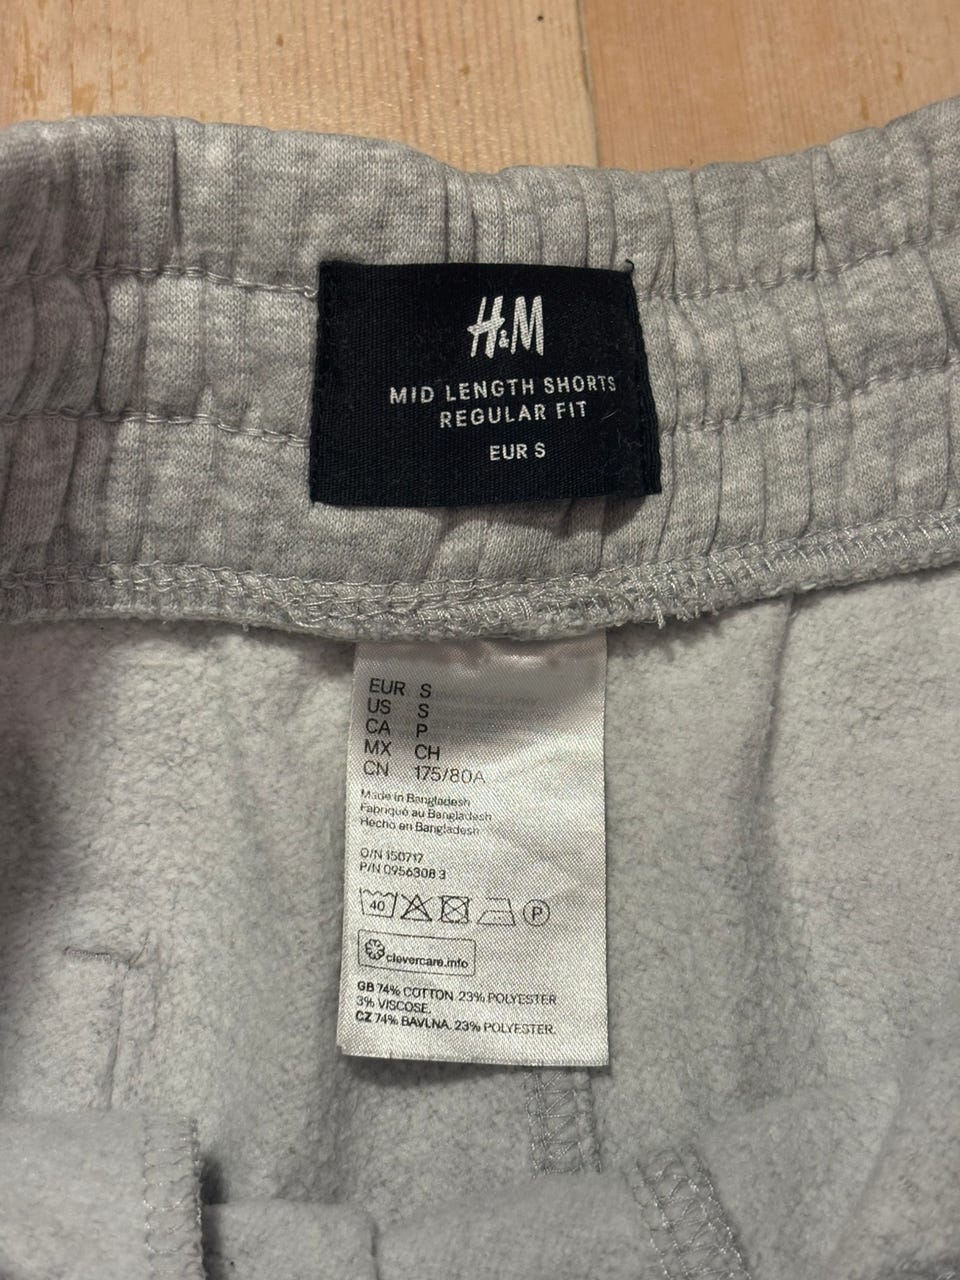 H&M
MID LENGTH SHORTS
REGULAR FIT
EUR S
EUR S
US S
CA P
MX CH
CN 175/80A
Made in Bangladesh
Fabriqué au Bangladesh
Hecho en Bangladesh
O/N 150717
P/N 0956308 3
40 P
clevercare.info
GB 74% COTTON. 23% POLYESTER
3% VISCOSE.
CZ 74% BAVLNA. 23% POLYESTER.